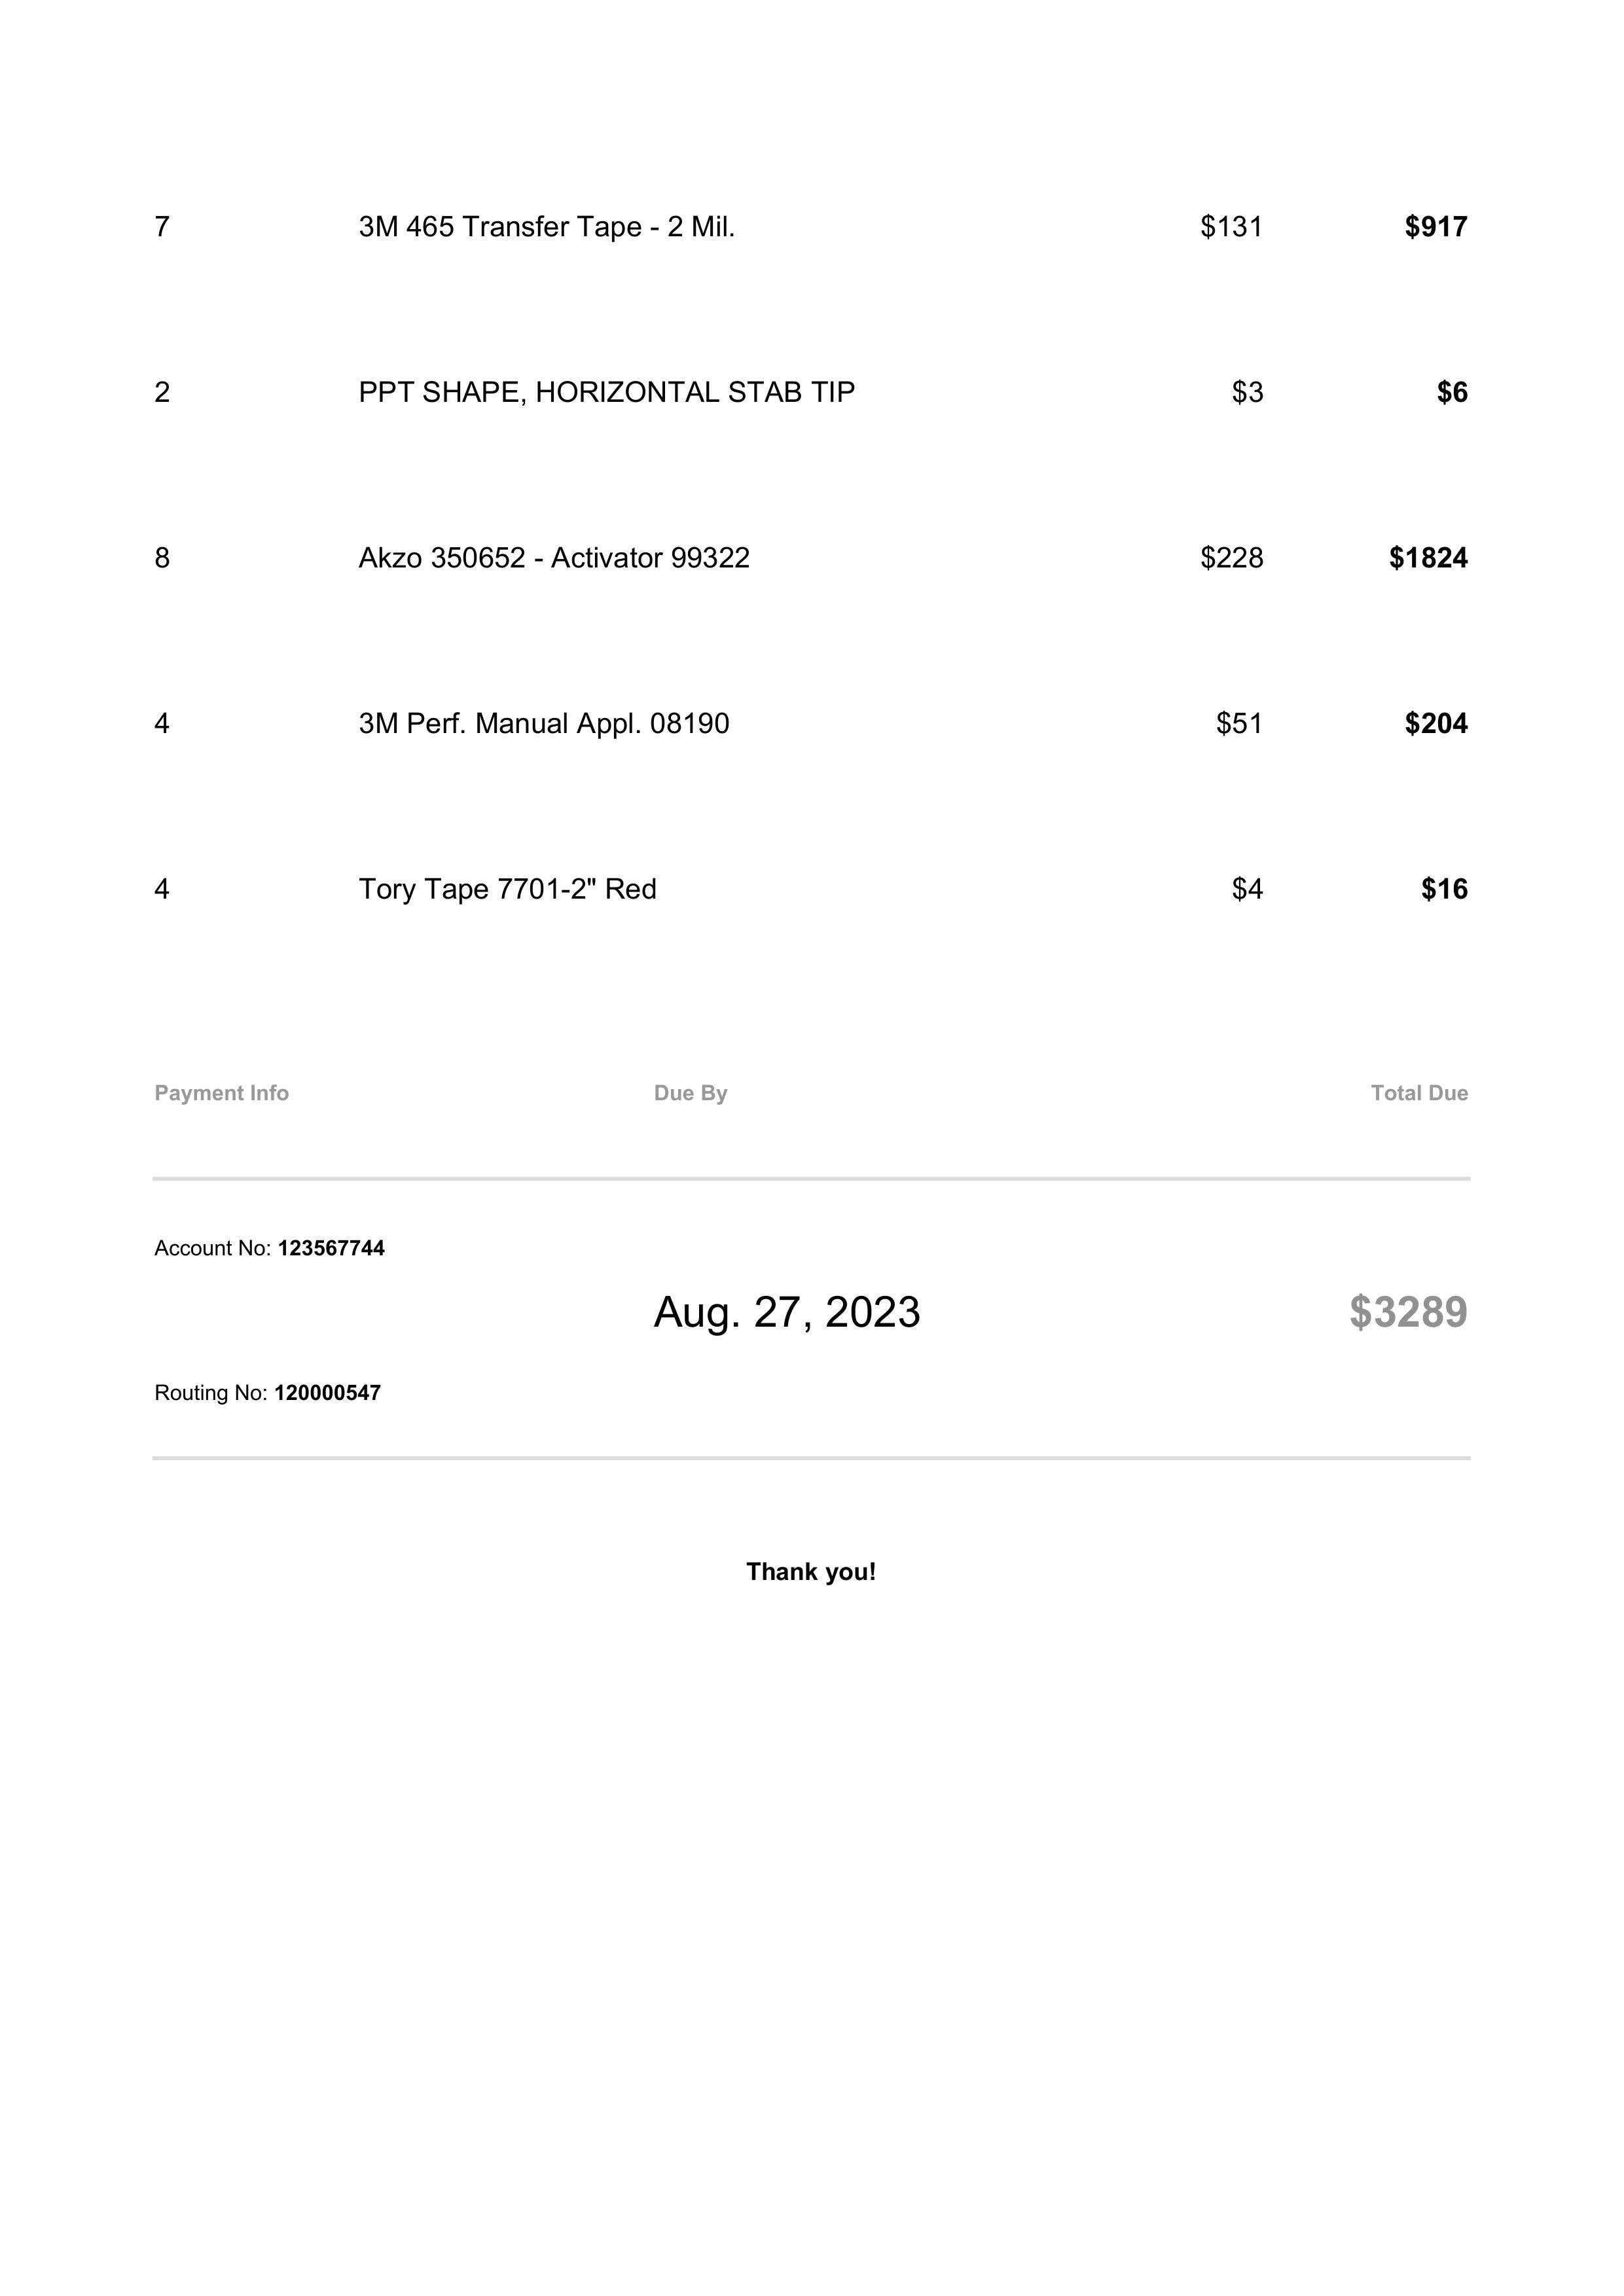 7 3M 465 Transfer Tape - 2 Mil. $131 $917
2 PPT SHAPE, HORIZONTAL STAB TIP $3 $6
8 Akzo 350652 - Activator 99322 $228 $1824
4 3M Perf. Manual Appl. 08190 $51 $204
4 Tory Tape 7701-2" Red $4 $16
Payment Info Due By Total Due
Account No: 123567744
Aug. 27, 2023 $3289
Routing No: 120000547
Thank you!